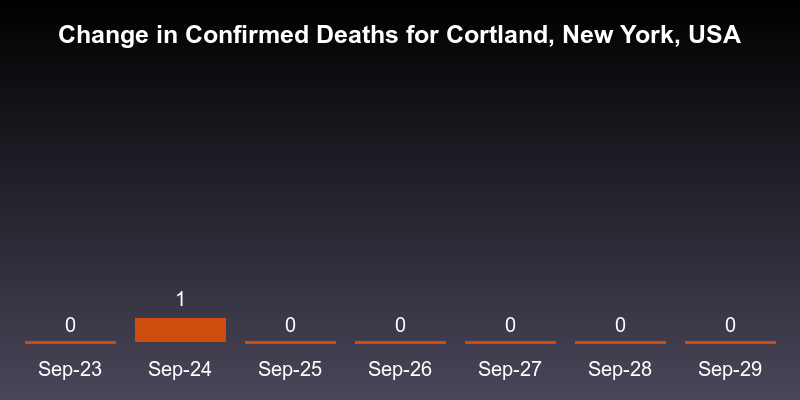 Change in Confirmed Deaths for Cortland, New York, USA
0 1 0 0 0 0 0
Sep-23 Sep-24 Sep-25 Sep-26 Sep-27 Sep-28 Sep-29